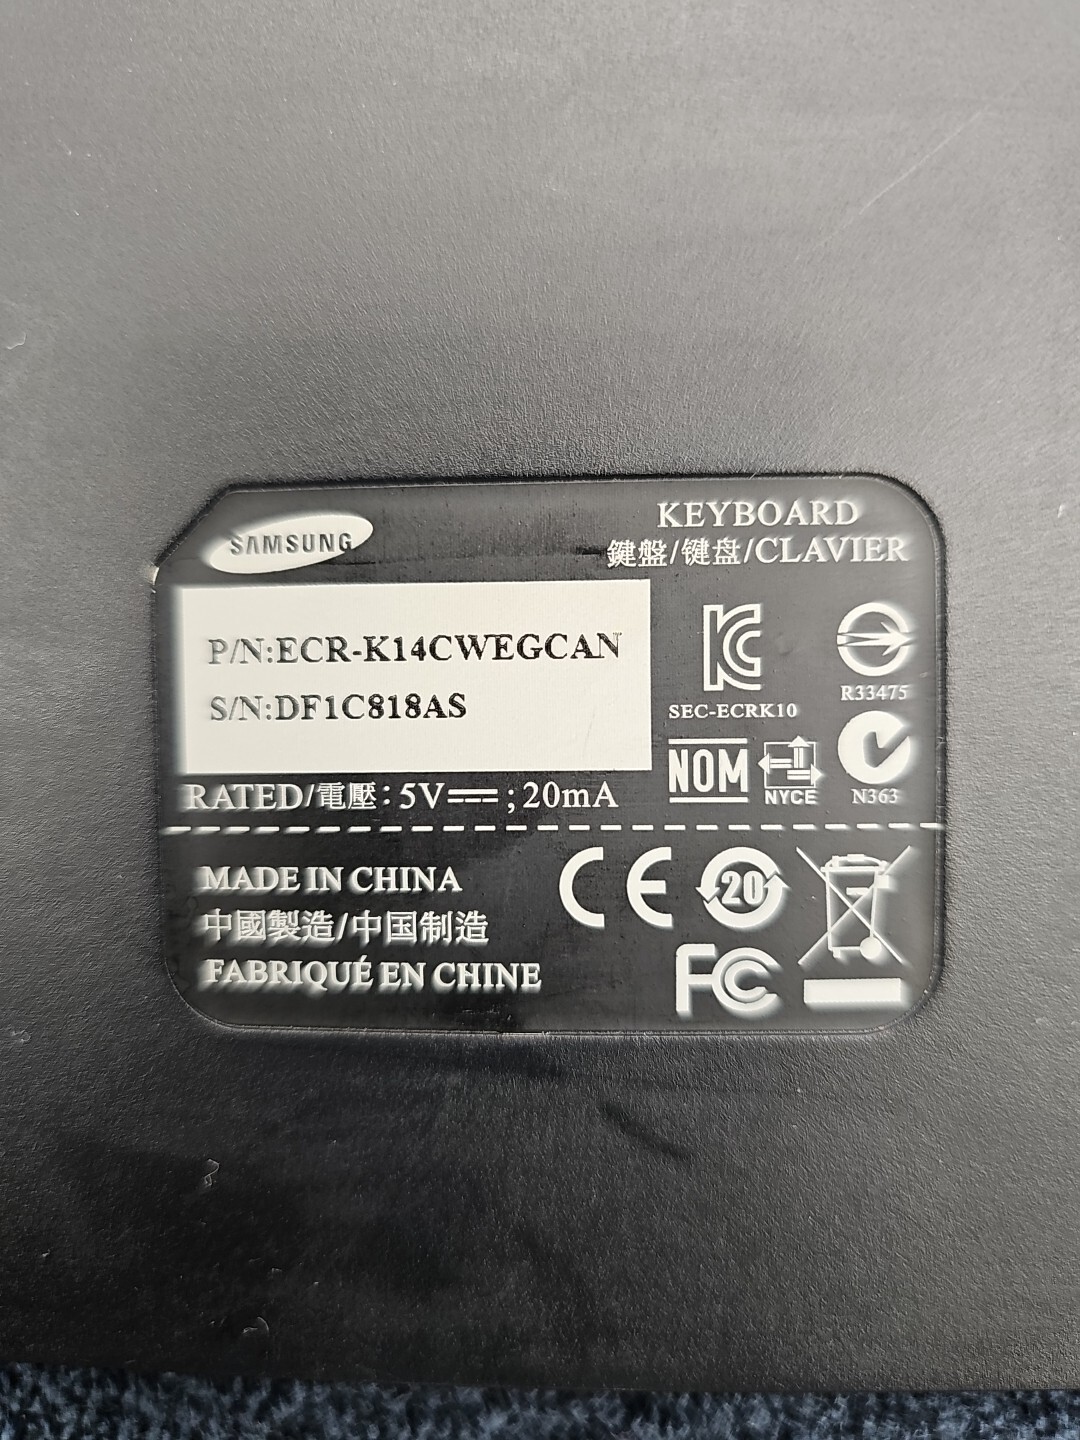 SAMSUNG
KEYBOARD
鍵盤/键盘/CLAVIER
P/N:ECR-K14CWEGCAN
S/N:DF1C818AS
SEC-ECRK10
R33475
NOM
NYCE
N363
RATED/電壓: 5V⎓; 20mA
MADE IN CHINA
中國製造/中国制造
FABRIQUÉ EN CHINE
CE
20
FC